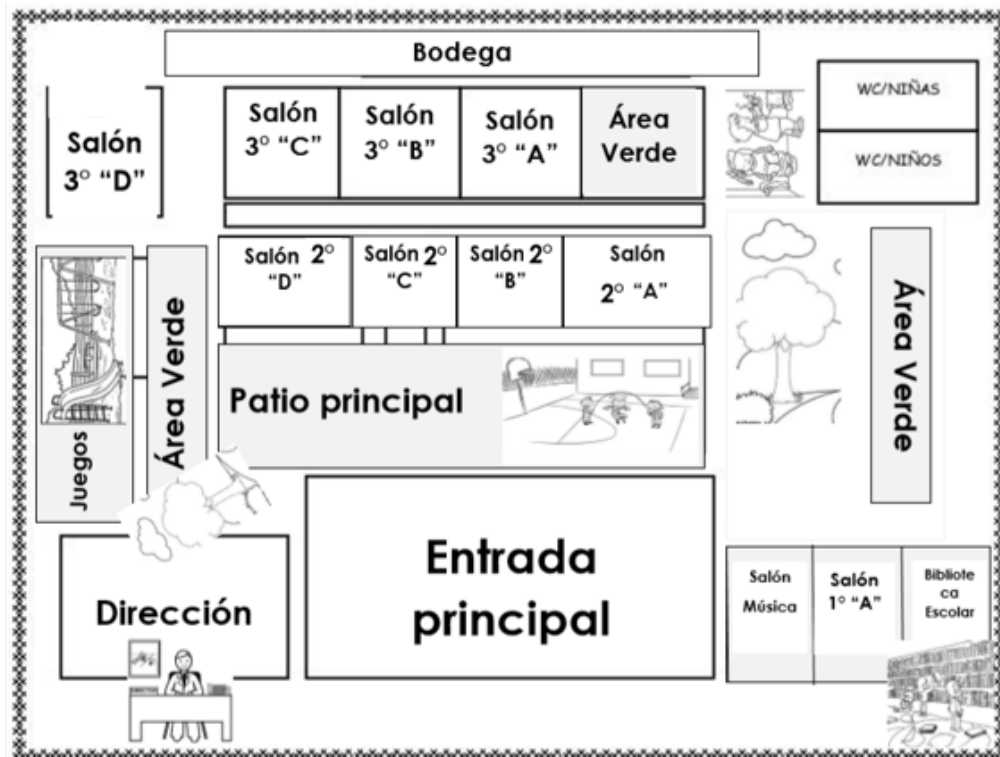 Bodega
Salón
3° “D”
Salón
3° “C”
Salón
3° “B”
Salón
3° “A”
Área
Verde
WC/NIÑAS
WC/NIÑOS
Salón 2°
“D”
Salón 2°
“C”
Salón 2°
“B”
Salón
2° “A”
Juegos
Área Verde
Patio principal
Área Verde
Dirección
Entrada
principal
Salón
Música
Salón
1° “A”
Bibliote
ca
Escolar